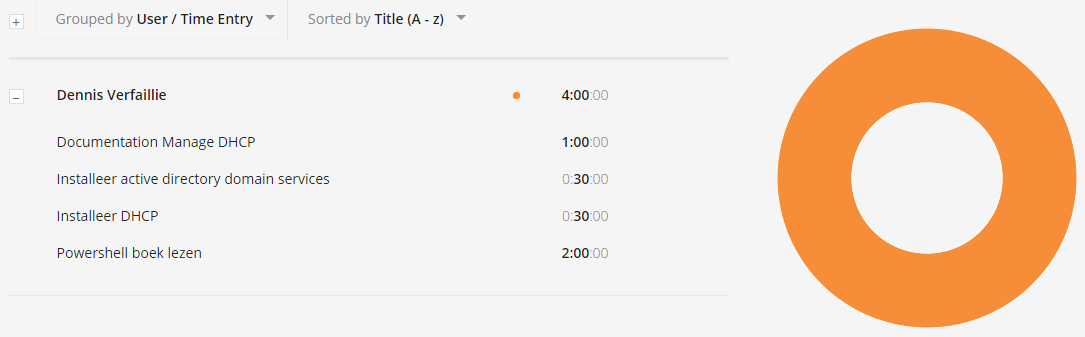 Grouped by User / Time Entry Sorted by Title (A - z)
Dennis Verfaillie 4:00:00
Documentation Manage DHCP 1:00:00
Installeer active directory domain services 0:30:00
Installeer DHCP 0:30:00
Powershell boek lezen 2:00:00